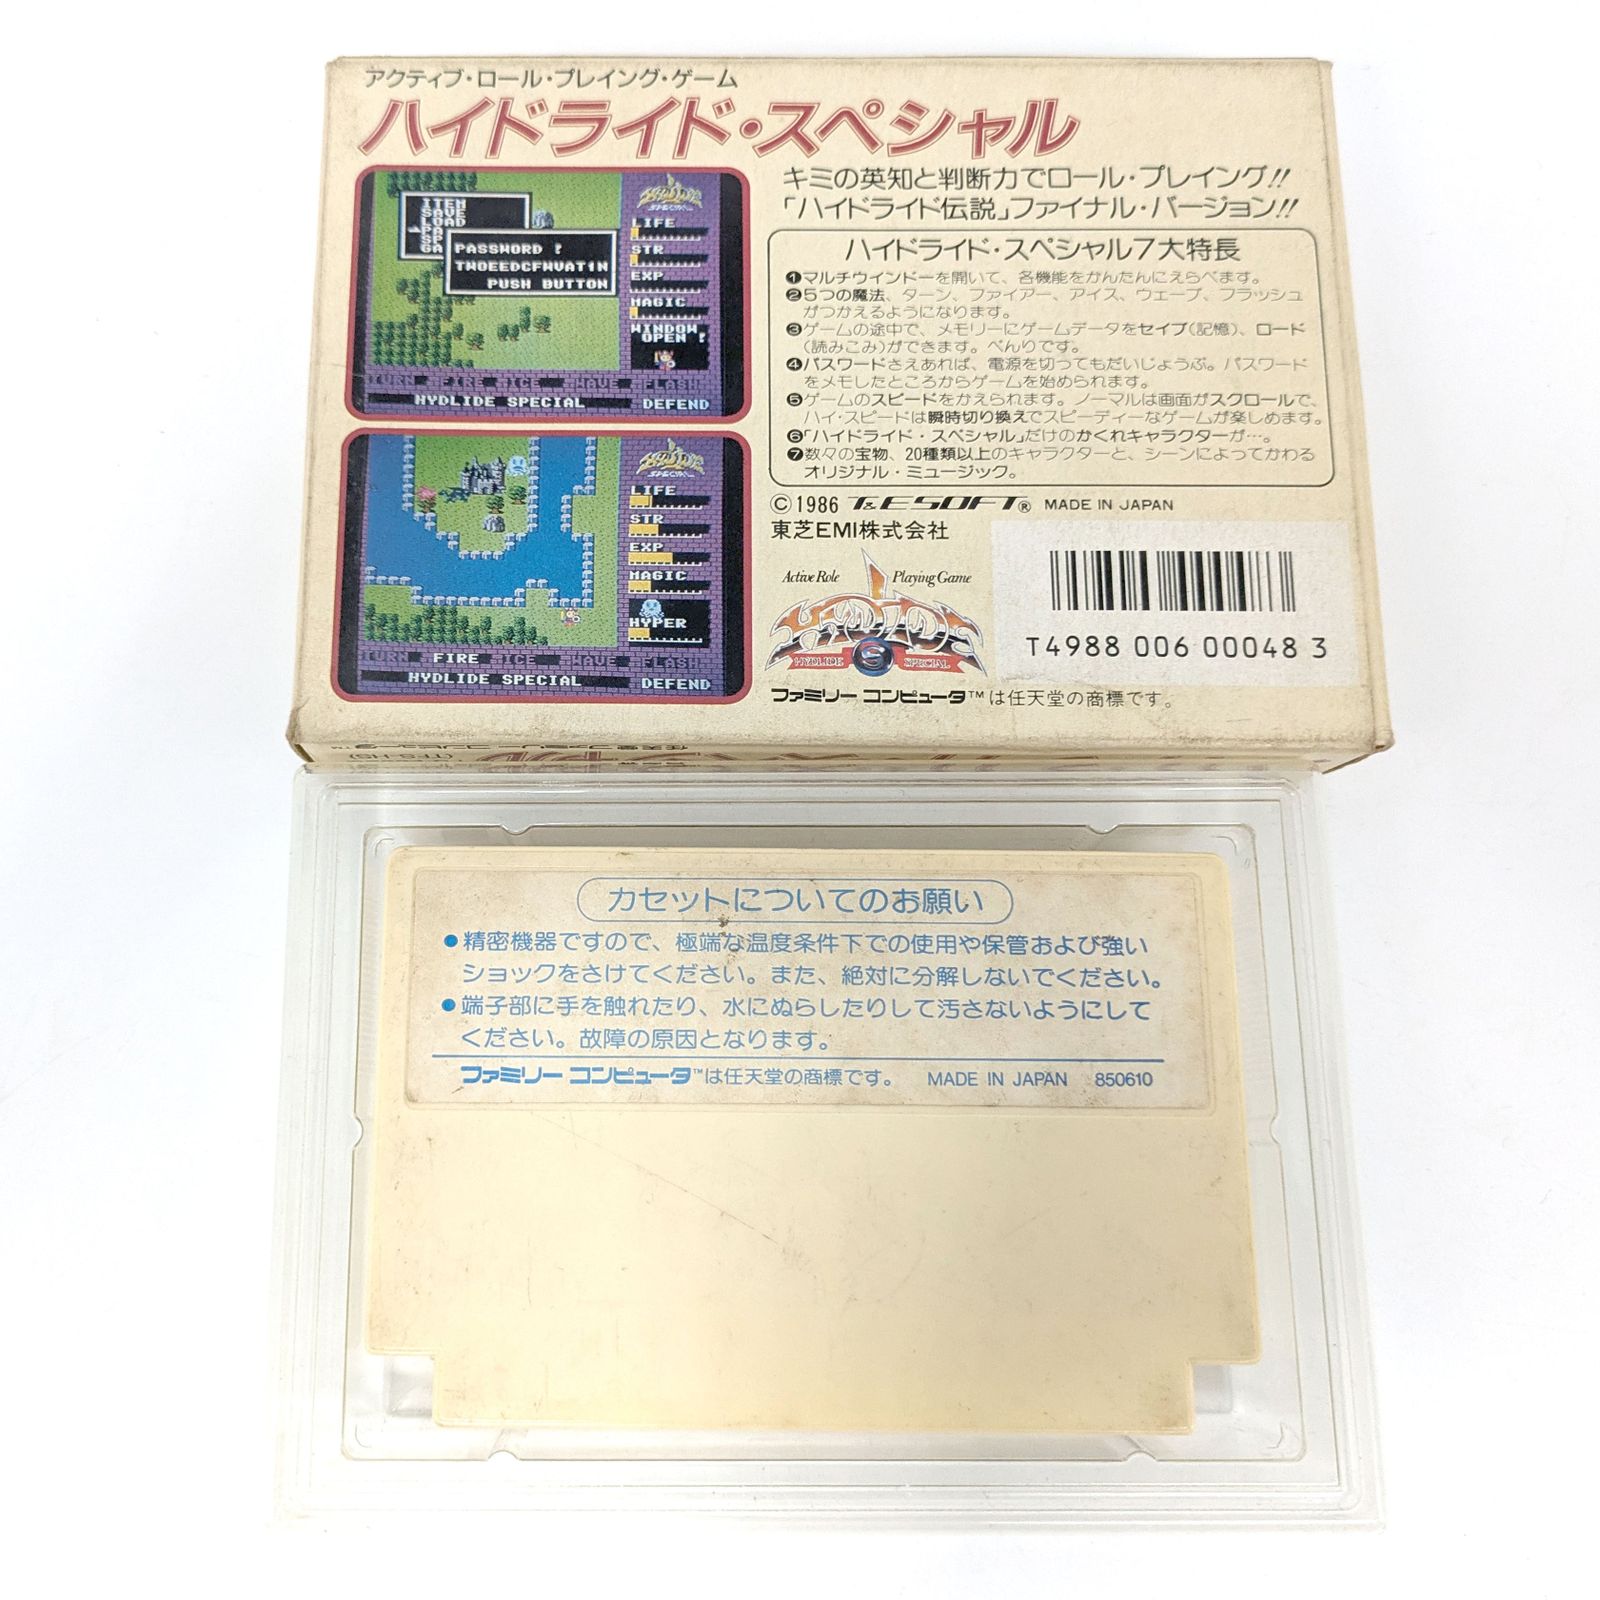 アクティブ・ロール・プレイング・ゲーム
ハイドライド・スペシャル
キミの英知と判断力でロール・プレイング!!
「ハイドライド伝説」ファイナル・バージョン!!
ハイドライド・スペシャル7大特長
❶マルチウインドーを開いて、各機能をかんたんにえらべます。
❷5つの魔法、ターン、ファイアー、アイス、ウェーブ、フラッシュ
がつかえるようになります。
❸ゲームの途中で、メモリーにゲームデータをセイブ(記憶)、ロード
(読みこみ)ができます。べんりです。
❹パスワードさえあれば、電源を切ってもだいじょうぶ。パスワード
をメモしたところからゲームを始められます。
❺ゲームのスピードをかえられます。ノーマルは画面がスクロールで、
ハイ・スピードは瞬時切り換えでスピーディーなゲームが楽しめます。
❻「ハイドライド・スペシャル」だけのかくれキャラクターが…。
❼数々の宝物、20種類以上のキャラクターと、シーンによってかわる
オリジナル・ミュージック。
©1986 T&E SOFT® MADE IN JAPAN
東芝EMI株式会社
Active Role Playing Game
HYDLIDE
HYDLIDE S SPECIAL
T4988 006 00048 3
ファミリー コンピュータ™は任天堂の商標です。
ITEM
SAVE
LOAD
PA
SP
GA
PASSWORD ?
TWOEEDCFWVAT1N
PUSH BUTTON
HYDLIDE
SPECIAL
LIFE
STR
EXP
MAGIC
WINDOW
OPEN ?
TURN FIRE ICE WAVE FLASH
HYDLIDE SPECIAL DEFEND
HYDLIDE
SPECIAL
LIFE
STR
EXP
MAGIC
HYPER
TURN FIRE ICE WAVE FLASH
HYDLIDE SPECIAL DEFEND
任天堂ファミリーコンピュータ™
(TFS-HS)
カセットについてのお願い
●精密機器ですので、極端な温度条件下での使用や保管および強い
ショックをさけてください。また、絶対に分解しないでください。
●端子部に手を触れたり、水にぬらしたりして汚さないようにして
ください。故障の原因となります。
ファミリー コンピュータ™は任天堂の商標です。 MADE IN JAPAN 850610